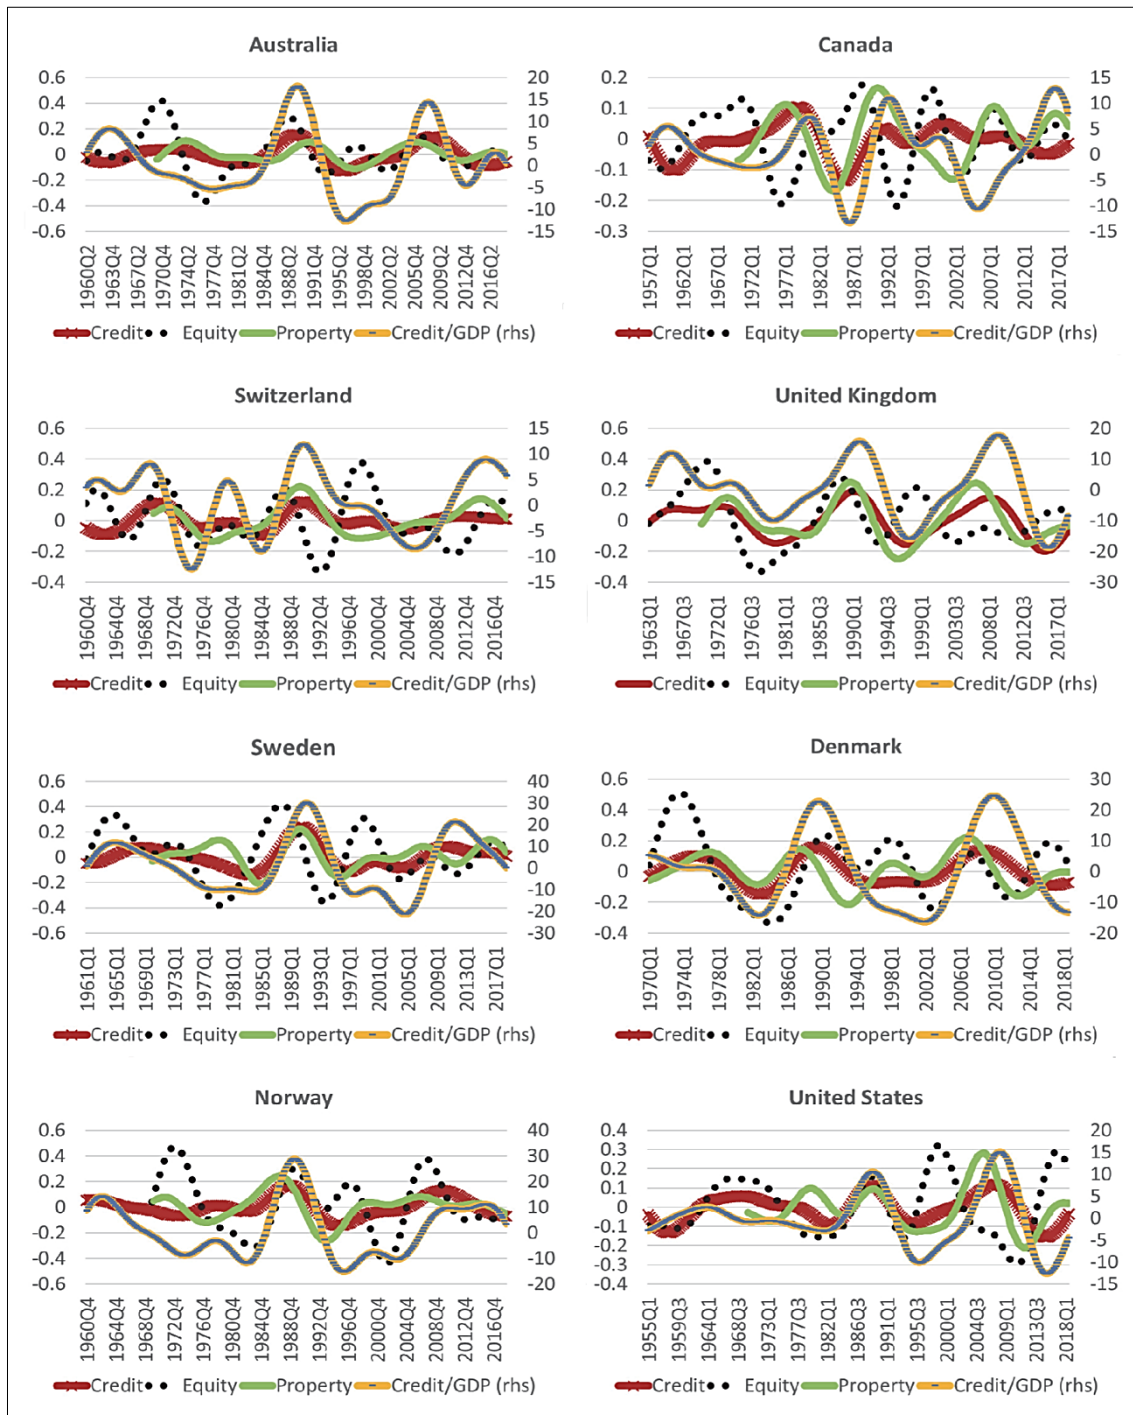 Australia
0.6
0.4
0.2
0
-0.2
-0.4
-0.6
20
15
10
5
0
-5
-10
-15
1960Q2
1963Q4
1967Q2
1970Q4
1974Q2
1977Q4
1981Q2
1984Q4
1988Q2
1991Q4
1995Q2
1998Q4
2002Q2
2005Q4
2009Q2
2012Q4
2016Q2
Credit Equity Property Credit/GDP (rhs)
Canada
0.2
0.1
0
-0.1
-0.2
-0.3
15
10
5
0
-5
-10
-15
1957Q1
1962Q1
1967Q1
1972Q1
1977Q1
1982Q1
1987Q1
1992Q1
1997Q1
2002Q1
2007Q1
2012Q1
2017Q1
Credit Equity Property Credit/GDP (rhs)
Switzerland
0.6
0.4
0.2
0
-0.2
-0.4
15
10
5
0
-5
-10
-15
1960Q4
1964Q4
1968Q4
1972Q4
1976Q4
1980Q4
1984Q4
1988Q4
1992Q4
1996Q4
2000Q4
2004Q4
2008Q4
2012Q4
2016Q4
Credit Equity Property Credit/GDP (rhs)
United Kingdom
0.6
0.4
0.2
0
-0.2
-0.4
20
10
0
-10
-20
-30
1963Q1
1967Q3
1972Q1
1976Q3
1981Q1
1985Q3
1990Q1
1994Q3
1999Q1
2003Q3
2008Q1
2012Q3
2017Q1
Credit Equity Property Credit/GDP (rhs)
Sweden
0.6
0.4
0.2
0
-0.2
-0.4
-0.6
40
30
20
10
0
-10
-20
-30
1961Q1
1965Q1
1969Q1
1973Q1
1977Q1
1981Q1
1985Q1
1989Q1
1993Q1
1997Q1
2001Q1
2005Q1
2009Q1
2013Q1
2017Q1
Credit Equity Property Credit/GDP (rhs)
Denmark
0.6
0.4
0.2
0
-0.2
-0.4
30
20
10
0
-10
-20
1970Q1
1974Q1
1978Q1
1982Q1
1986Q1
1990Q1
1994Q1
1998Q1
2002Q1
2006Q1
2010Q1
2014Q1
2018Q1
Credit Equity Property Credit/GDP (rhs)
Norway
0.6
0.4
0.2
0
-0.2
-0.4
-0.6
40
30
20
10
0
-10
-20
1960Q4
1964Q4
1968Q4
1972Q4
1976Q4
1980Q4
1984Q4
1988Q4
1992Q4
1996Q4
2000Q4
2004Q4
2008Q4
2012Q4
2016Q4
Credit Equity Property Credit/GDP (rhs)
United States
0.4
0.3
0.2
0.1
0
-0.1
-0.2
-0.3
-0.4
20
15
10
5
0
-5
-10
-15
1955Q1
1959Q3
1964Q1
1968Q3
1973Q1
1977Q3
1982Q1
1986Q3
1991Q1
1995Q3
2000Q1
2004Q3
2009Q1
2013Q3
2018Q1
Credit Equity Property Credit/GDP (rhs)